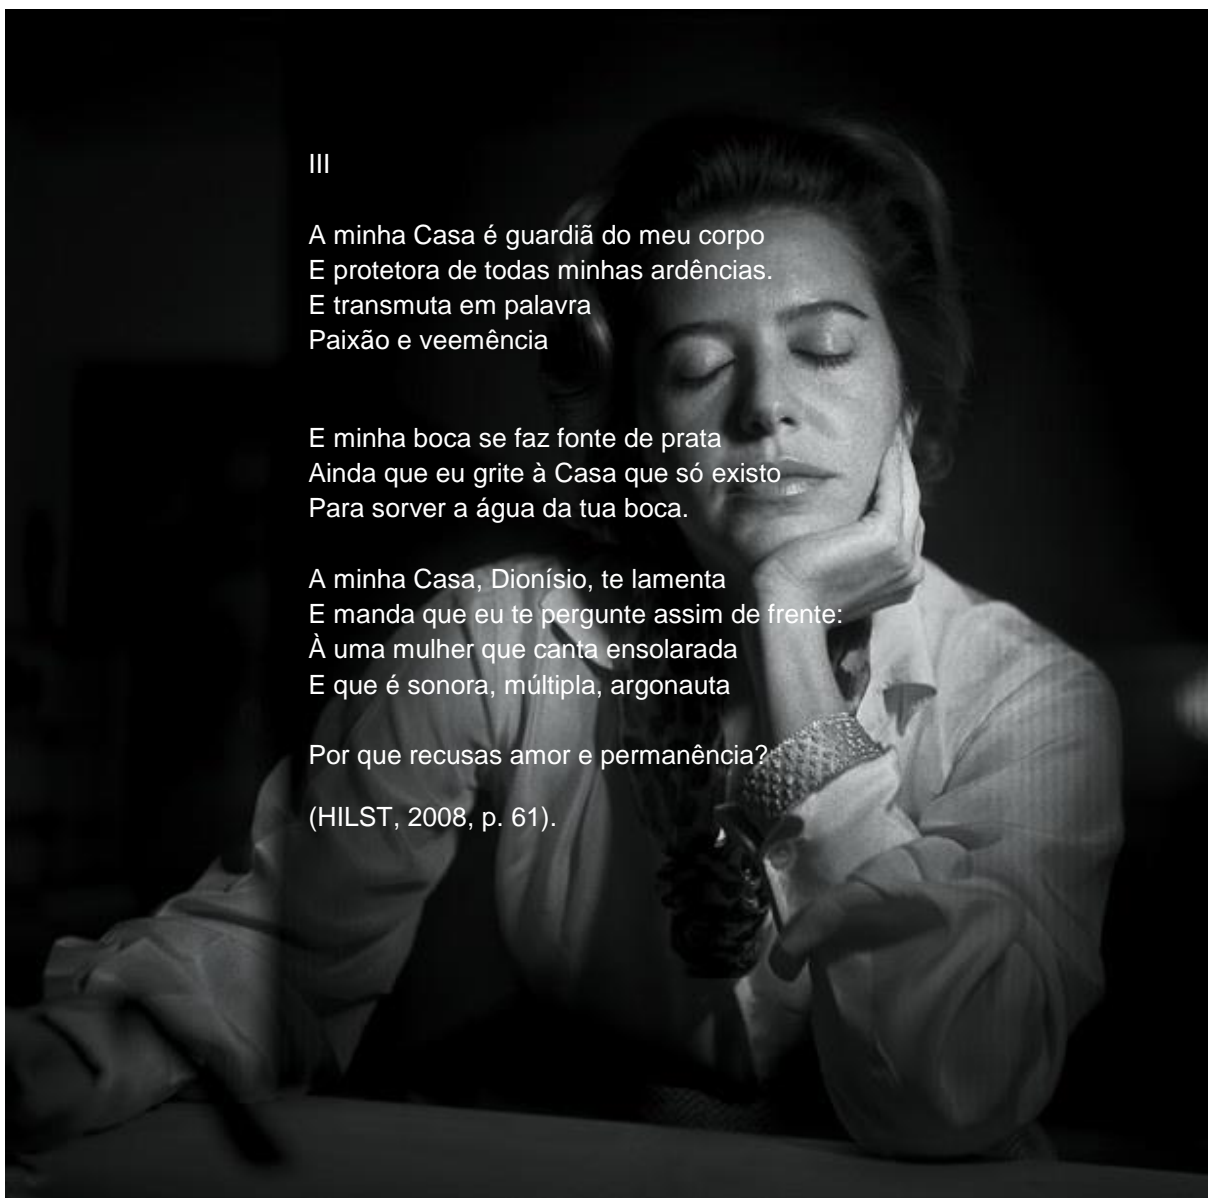 III
A minha Casa é guardiã do meu corpo
E protetora de todas minhas ardências.
E transmuta em palavra
Paixão e veemência
E minha boca se faz fonte de prata
Ainda que eu grite à Casa que só existo
Para sorver a água da tua boca.
A minha Casa, Dionísio, te lamenta
E manda que eu te pergunte assim de frente:
À uma mulher que canta ensolarada
E que é sonora, múltipla, argonauta
Por que recusas amor e permanência?
(HILST, 2008, p. 61).